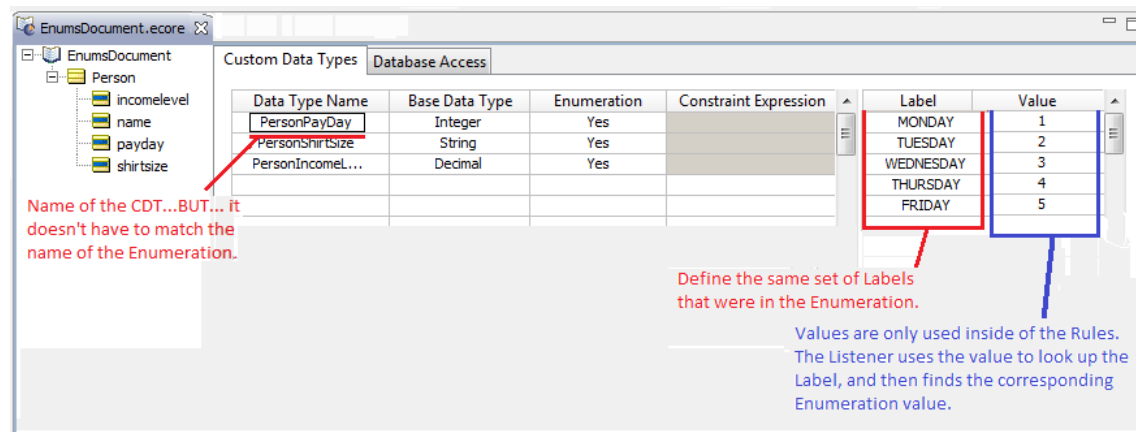 EnumsDocument.ecore
EnumsDocument
Person
incomelevel
name
payday
shirtsize
Custom Data Types
Database Access
Data Type Name Base Data Type Enumeration Constraint Expression
PersonPayDay Integer Yes
PersonShirtSize String Yes
PersonIncomeL... Decimal Yes
Label Value
MONDAY 1
TUESDAY 2
WEDNESDAY 3
THURSDAY 4
FRIDAY 5
Name of the CDT...BUT... it
doesn't have to match the
name of the Enumeration.
Define the same set of Labels
that were in the Enumeration.
Values are only used inside of the Rules.
The Listener uses the value to look up the
Label, and then finds the corresponding
Enumeration value.